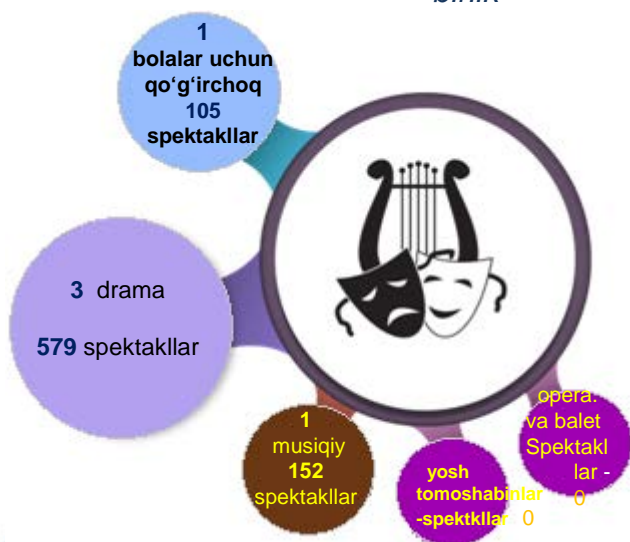 1
bolalar uchun
qo‘g‘irchoq
105
spektakllar
3 drama
579 spektakllar
1
musiqiy
152
spektakllar
yosh
tomoshabinlar
-spektkllar 0
opera.
va balet
Spektakl
lar -
0